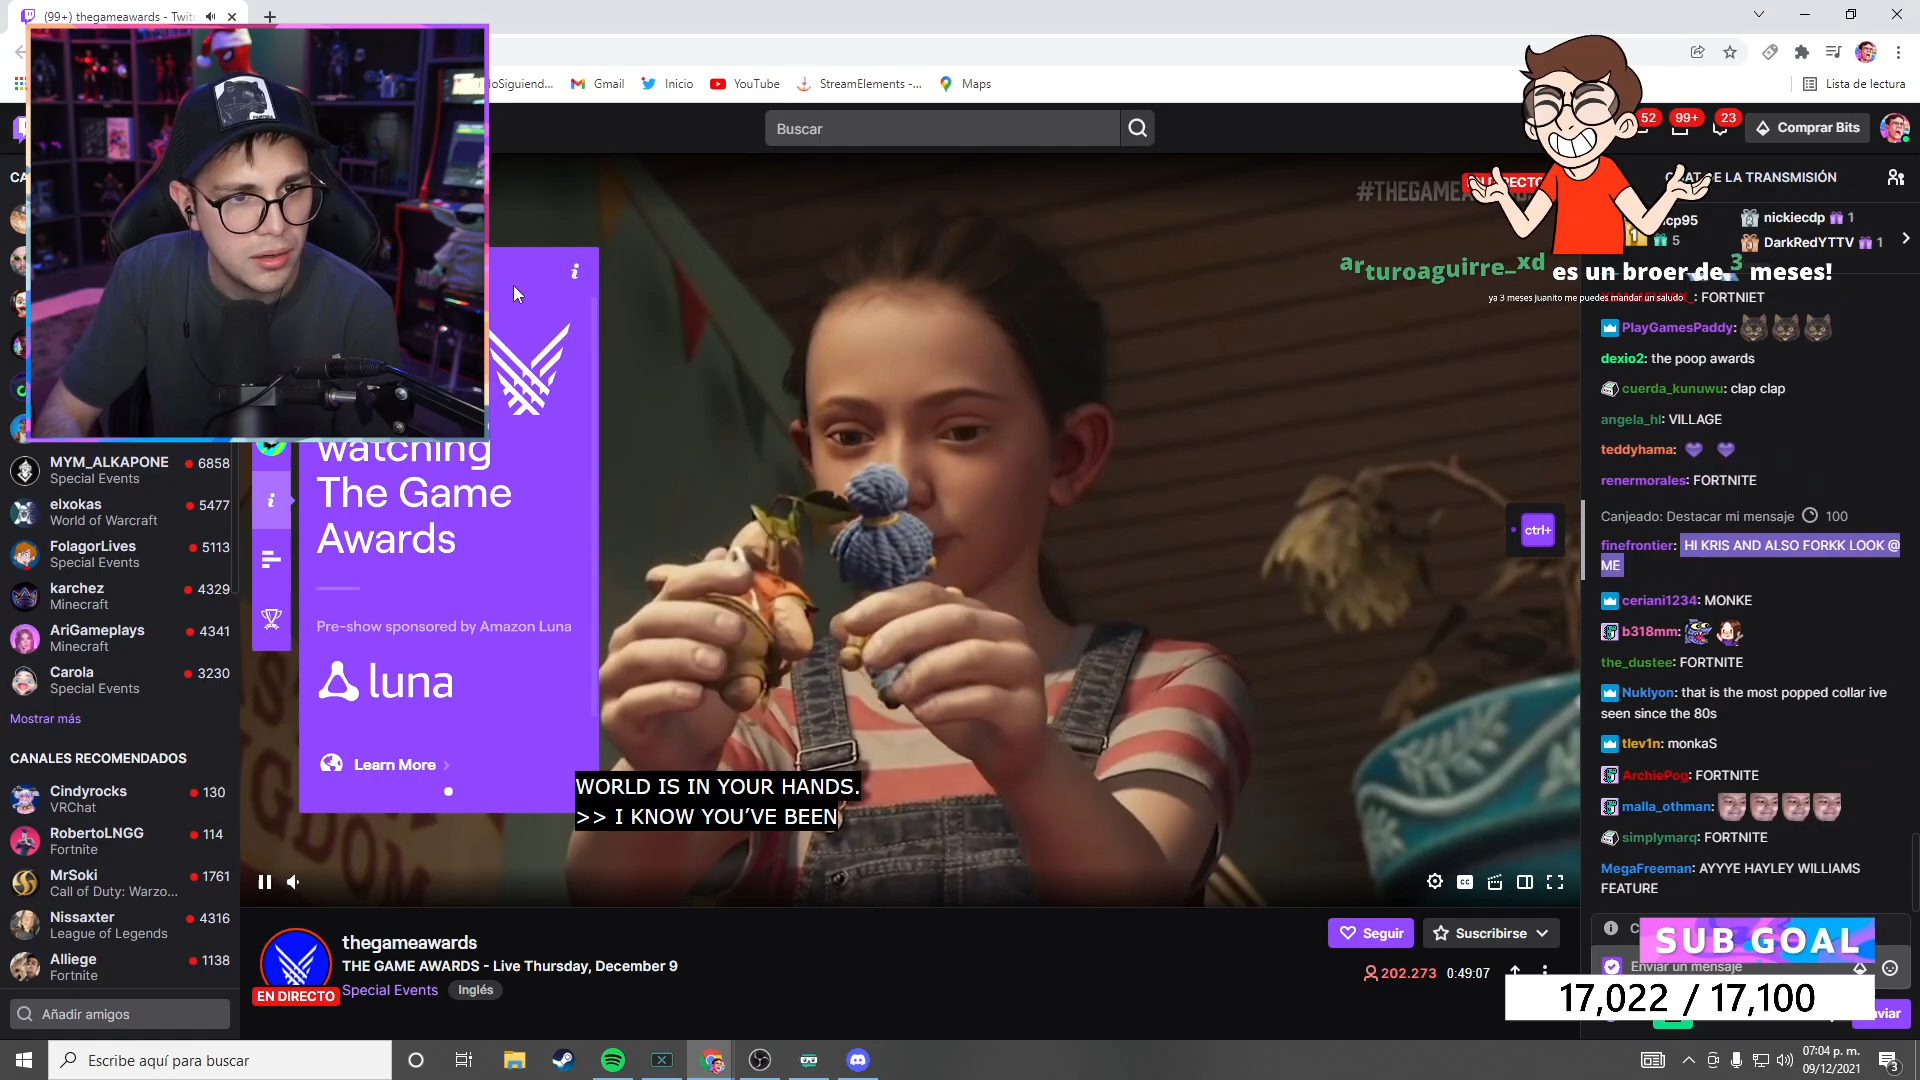 (99+) thegameawards - Twitc
oSiguiend...
Gmail
Inicio
YouTube
StreamElements -...
Maps
Lista de lectura
Buscar
52
99+
23
Comprar Bits
CA
#THEGAME
DE LA TRANSMISIÓN
cp95
5
nickiecdp 1
DarkRedYTTV 1
arturoaguirre_xd es un broer de 3 meses!
ya 3 meses juanito me puedes mandar un saludo
: FORTNIET
PlayGamesPaddy:
dexio2: the poop awards
cuerda_kunuwu: clap clap
angela_hl: VILLAGE
teddyhama:
renermorales: FORTNITE
Canjeado: Destacar mi mensaje 100
finefrontier: HI KRIS AND ALSO FORKK LOOK @
ME
ceriani1234: MONKE
b318mm:
the_dustee: FORTNITE
Nuklyon: that is the most popped collar ive
seen since the 80s
tlev1n: monkaS
ArchiePog: FORTNITE
malla_othman:
simplymarq: FORTNITE
MegaFreeman: AYYYE HAYLEY WILLIAMS
FEATURE
SUB GOAL
Enviar un mensaje
17,022 / 17,100
MYM_ALKAPONE 6858
Special Events
elxokas 5477
World of Warcraft
FolagorLives 5113
Special Events
karchez 4329
Minecraft
AriGameplays 4341
Minecraft
Carola 3230
Special Events
Mostrar más
CANALES RECOMENDADOS
Cindyrocks 130
VRChat
RobertoLNGG 114
Fortnite
MrSoki 1761
Call of Duty: Warzo...
Nissaxter 4316
League of Legends
Alliege 1138
Fortnite
Añadir amigos
watching
The Game
Awards
Pre-show sponsored by Amazon Luna
luna
Learn More
WORLD IS IN YOUR HANDS.
>> I KNOW YOU'VE BEEN
ctrl+
thegameawards
THE GAME AWARDS - Live Thursday, December 9
Special Events Inglés
EN DIRECTO
Seguir
Suscribirse
202.273 0:49:07
Escribe aquí para buscar
07:04 p. m.
09/12/2021
3